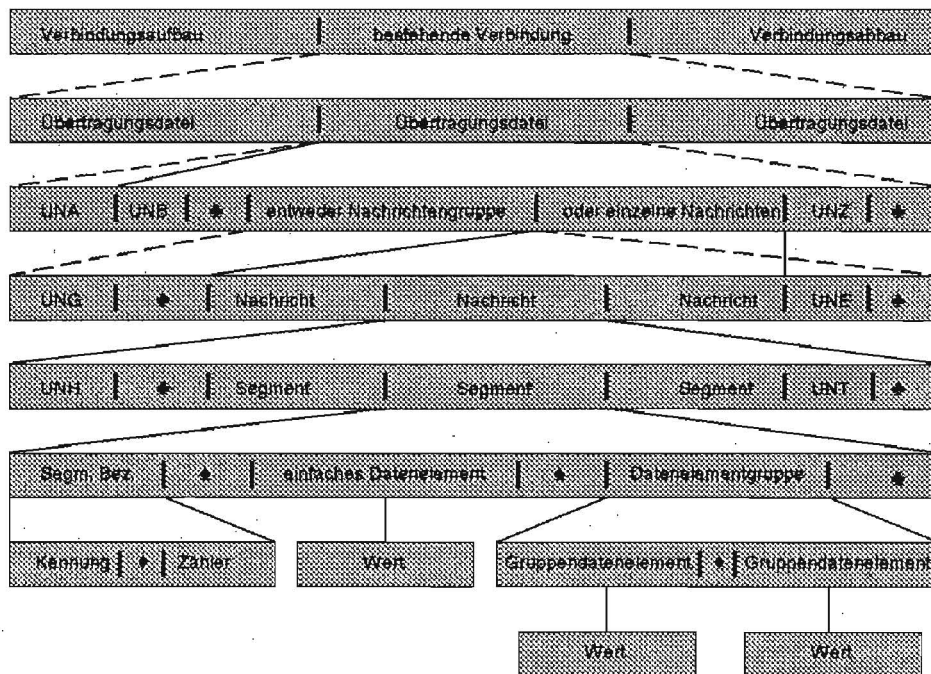 Verbindungsaufbau bestehende Verbindung Verbindungsabbau
Übertragungsdatei Übertragungsdatei Übertragungsdatei
UNA UNB entweder Nachrichtengruppe oder einzelne Nachrichten UNZ
UNG Nachricht Nachricht Nachricht UNE
UNH Segment Segment Segment UNT
Segm. Bez. einfaches Datenelement Datenelementgruppe
Kennung Zähler Wert Gruppendatenelement Gruppendatenelement
Wert Wert